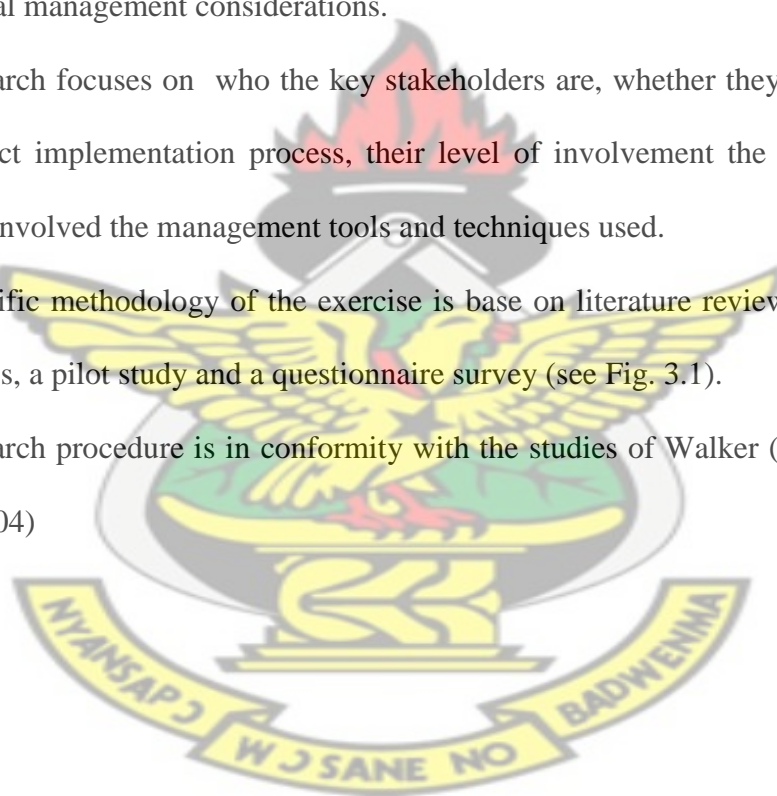 al management considerations.
arch focuses on who the key stakeholders are, whether they
ct implementation process, their level of involvement the
nvolved the management tools and techniques used.
ific methodology of the exercise is base on literature review
s, a pilot study and a questionnaire survey (see Fig. 3.1).
arch procedure is in conformity with the studies of Walker (
04)
NYANSAPƆ
WƆ SANE NO
BADWENMA